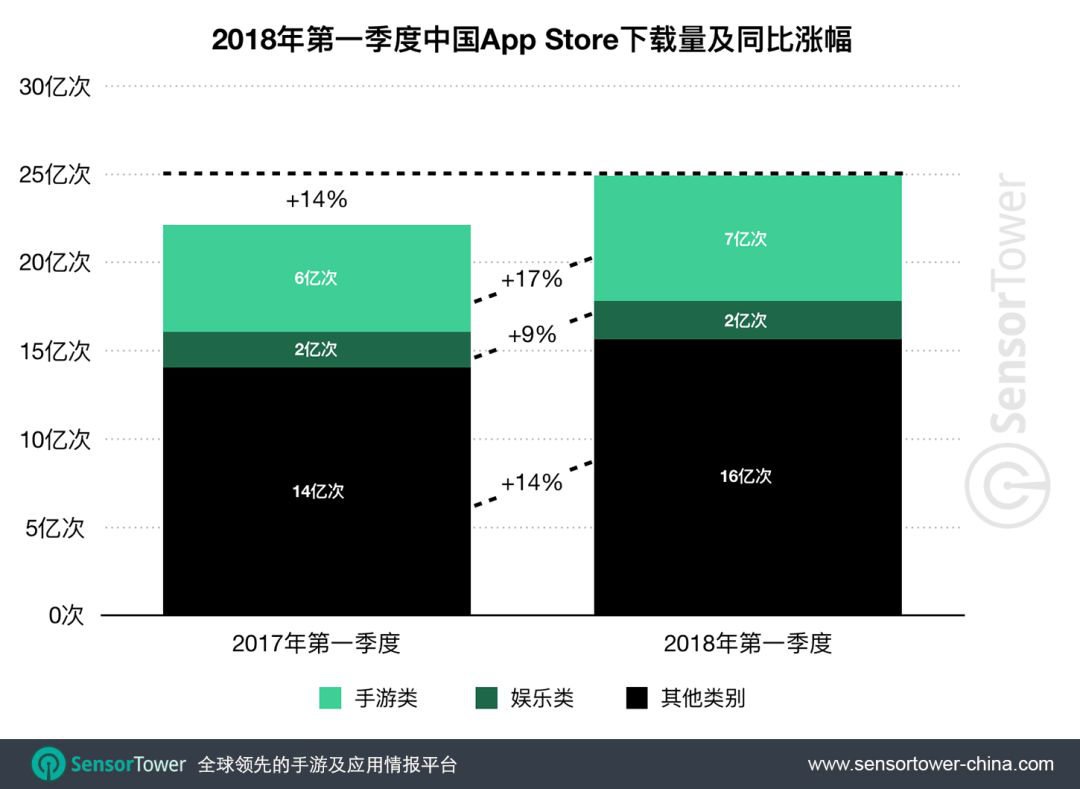 2018年第一季度中国App Store下载量及同比涨幅
30亿次
25亿次
20亿次
15亿次
10亿次
5亿次
0次
+14%
6亿次
2亿次
14亿次
+17%
+9%
+14%
7亿次
2亿次
16亿次
2017年第一季度
2018年第一季度
手游类
娱乐类
其他类别
SensorTower
SensorTower 全球领先的手游及应用情报平台
www.sensortower-china.com